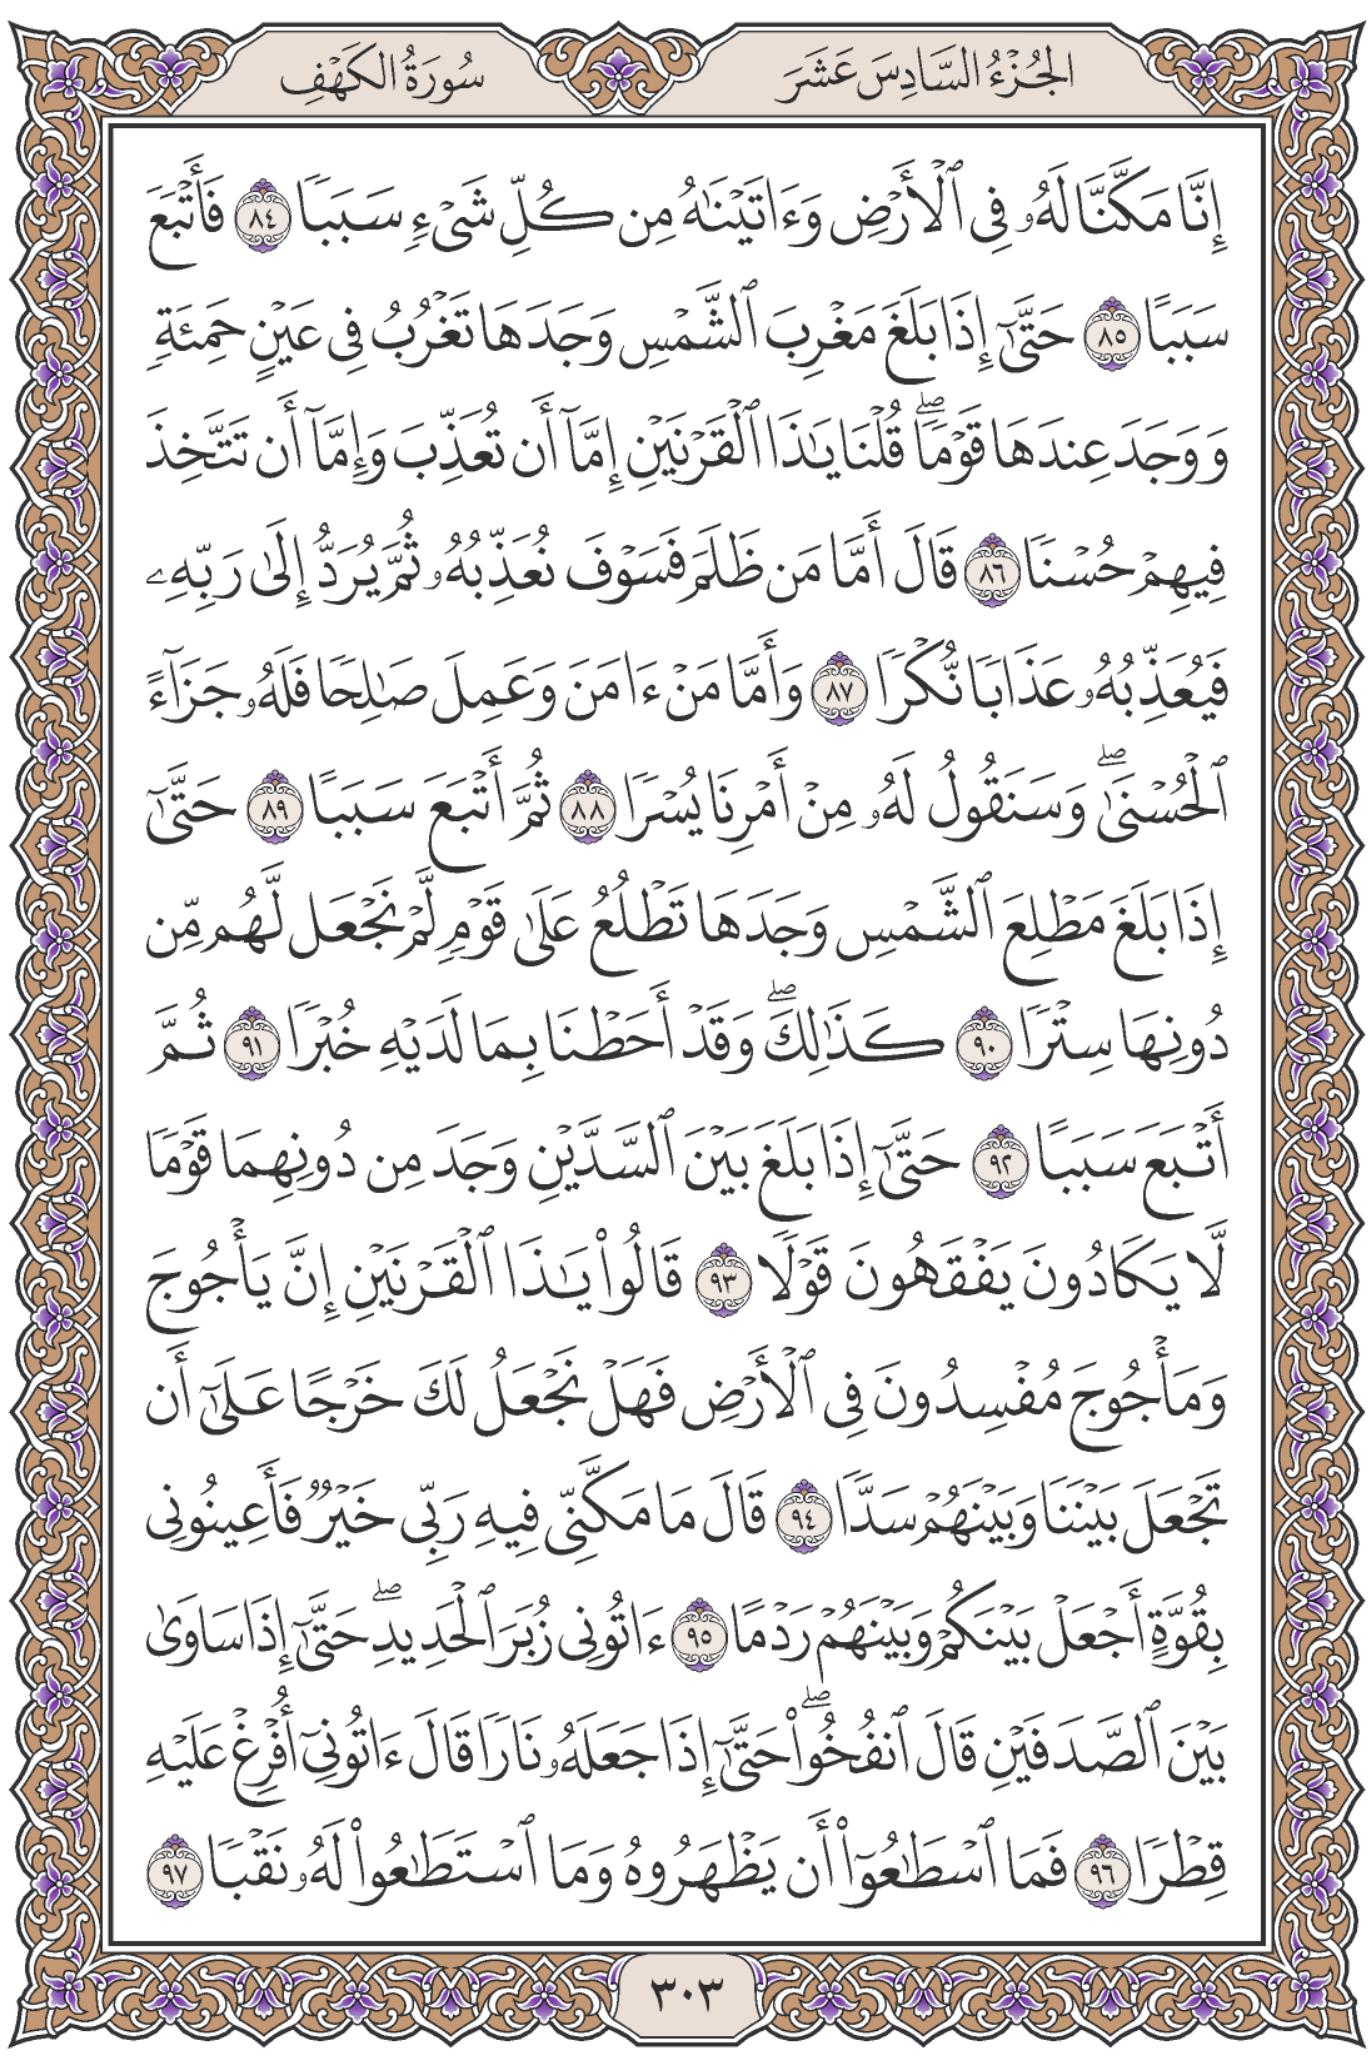 الجُزْءُ السَّادِسَ عَشَرَ
سُورَةُ الكَهْفِ
إِنَّا مَكَّنَّا لَهُۥ فِي ٱلْأَرْضِ وَءَاتَيْنَٰهُ مِن كُلِّ شَيْءٖ سَبَبٗا ٨٤ فَأَتْبَعَ
سَبَبًا ٨٥ حَتَّىٰٓ إِذَا بَلَغَ مَغْرِبَ ٱلشَّمْسِ وَجَدَهَا تَغْرُبُ فِي عَيْنٍ حَمِئَةٖ
وَوَجَدَ عِندَهَا قَوْمٗاۖ قُلْنَا يَٰذَا ٱلْقَرْنَيْنِ إِمَّآ أَن تُعَذِّبَ وَإِمَّآ أَن تَتَّخِذَ
فِيهِمْ حُسْنٗا ٨٦ قَالَ أَمَّا مَن ظَلَمَ فَسَوْفَ نُعَذِّبُهُۥ ثُمَّ يُرَدُّ إِلَىٰ رَبِّهِۦ
فَيُعَذِّبُهُۥ عَذَابٗا نُّكْرٗا ٨٧ وَأَمَّا مَنْ ءَامَنَ وَعَمِلَ صَٰلِحٗا فَلَهُۥ جَزَآءً
ٱلْحُسْنَىٰۖ وَسَنَقُولُ لَهُۥ مِنْ أَمْرِنَا يُسْرٗا ٨٨ ثُمَّ أَتْبَعَ سَبَبًا ٨٩ حَتَّىٰٓ
إِذَا بَلَغَ مَطْلِعَ ٱلشَّمْسِ وَجَدَهَا تَطْلُعُ عَلَىٰ قَوْمٖ لَّمْ نَجْعَل لَّهُم مِّن
دُونِهَا سِتْرٗا ٩٠ كَذَٰلِكَۖ وَقَدْ أَحَطْنَا بِمَا لَدَيْهِ خُبْرٗا ٩١ ثُمَّ
أَتْبَعَ سَبَبًا ٩٢ حَتَّىٰٓ إِذَا بَلَغَ بَيْنَ ٱلسَّدَّيْنِ وَجَدَ مِن دُونِهِمَا قَوْمٗا
لَّا يَكَادُونَ يَفْقَهُونَ قَوْلٗا ٩٣ قَالُوا۟ يَٰذَا ٱلْقَرْنَيْنِ إِنَّ يَأْجُوجَ
وَمَأْجُوجَ مُفْسِدُونَ فِي ٱلْأَرْضِ فَهَلْ نَجْعَلُ لَكَ خَرْجًا عَلَىٰٓ أَن
تَجْعَلَ بَيْنَنَا وَبَيْنَهُمْ سَدّٗا ٩٤ قَالَ مَا مَكَّنِّي فِيهِ رَبِّي خَيْرٞ فَأَعِينُونِي
بِقُوَّةٍ أَجْعَلْ بَيْنَكُمْ وَبَيْنَهُمْ رَدْمًا ٩٥ ءَاتُونِي زُبَرَ ٱلْحَدِيدِۖ حَتَّىٰٓ إِذَا سَاوَىٰ
بَيْنَ ٱلصَّدَفَيْنِ قَالَ ٱنفُخُوا۟ۖ حَتَّىٰٓ إِذَا جَعَلَهُۥ نَارٗا قَالَ ءَاتُونِيٓ أُفْرِغْ عَلَيْهِ
قِطْرٗا ٩٦ فَمَا ٱسْطَٰعُوٓا۟ أَن يَظْهَرُوهُ وَمَا ٱسْتَطَٰعُوا۟ لَهُۥ نَقْبٗا ٩٧
٣٠٣